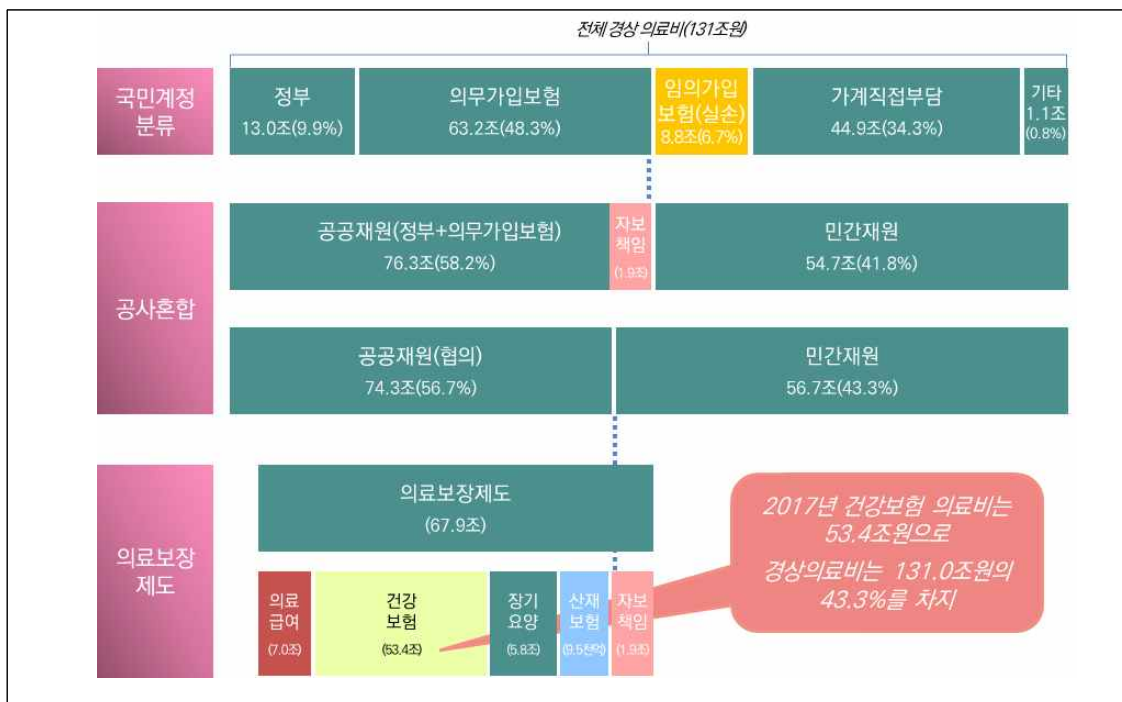 전체 경상 의료비(131조원)
국민계정
분류
정부
13.0조(9.9%)
의무가입보험
63.2조(48.3%)
임의가입
보험(실손)
8.8조(6.7%)
가계직접부담
44.9조(34.3%)
기타
1.1조
(0.8%)
공사혼합
공공재원(정부+의무가입보험)
76.3조(58.2%)
자보
책임
(1.9조)
민간재원
54.7조(41.8%)
공공재원(협의)
74.3조(56.7%)
민간재원
56.7조(43.3%)
의료보장
제도
의료보장제도
(67.9조)
의료
급여
(7.0조)
건강
보험
(53.4조)
장기
요양
(5.8조)
산재
보험
(9.5천억)
자보
책임
(1.9조)
2017년 건강보험 의료비는
53.4조원으로
경상의료비는 131.0조원의
43.3%를 차지